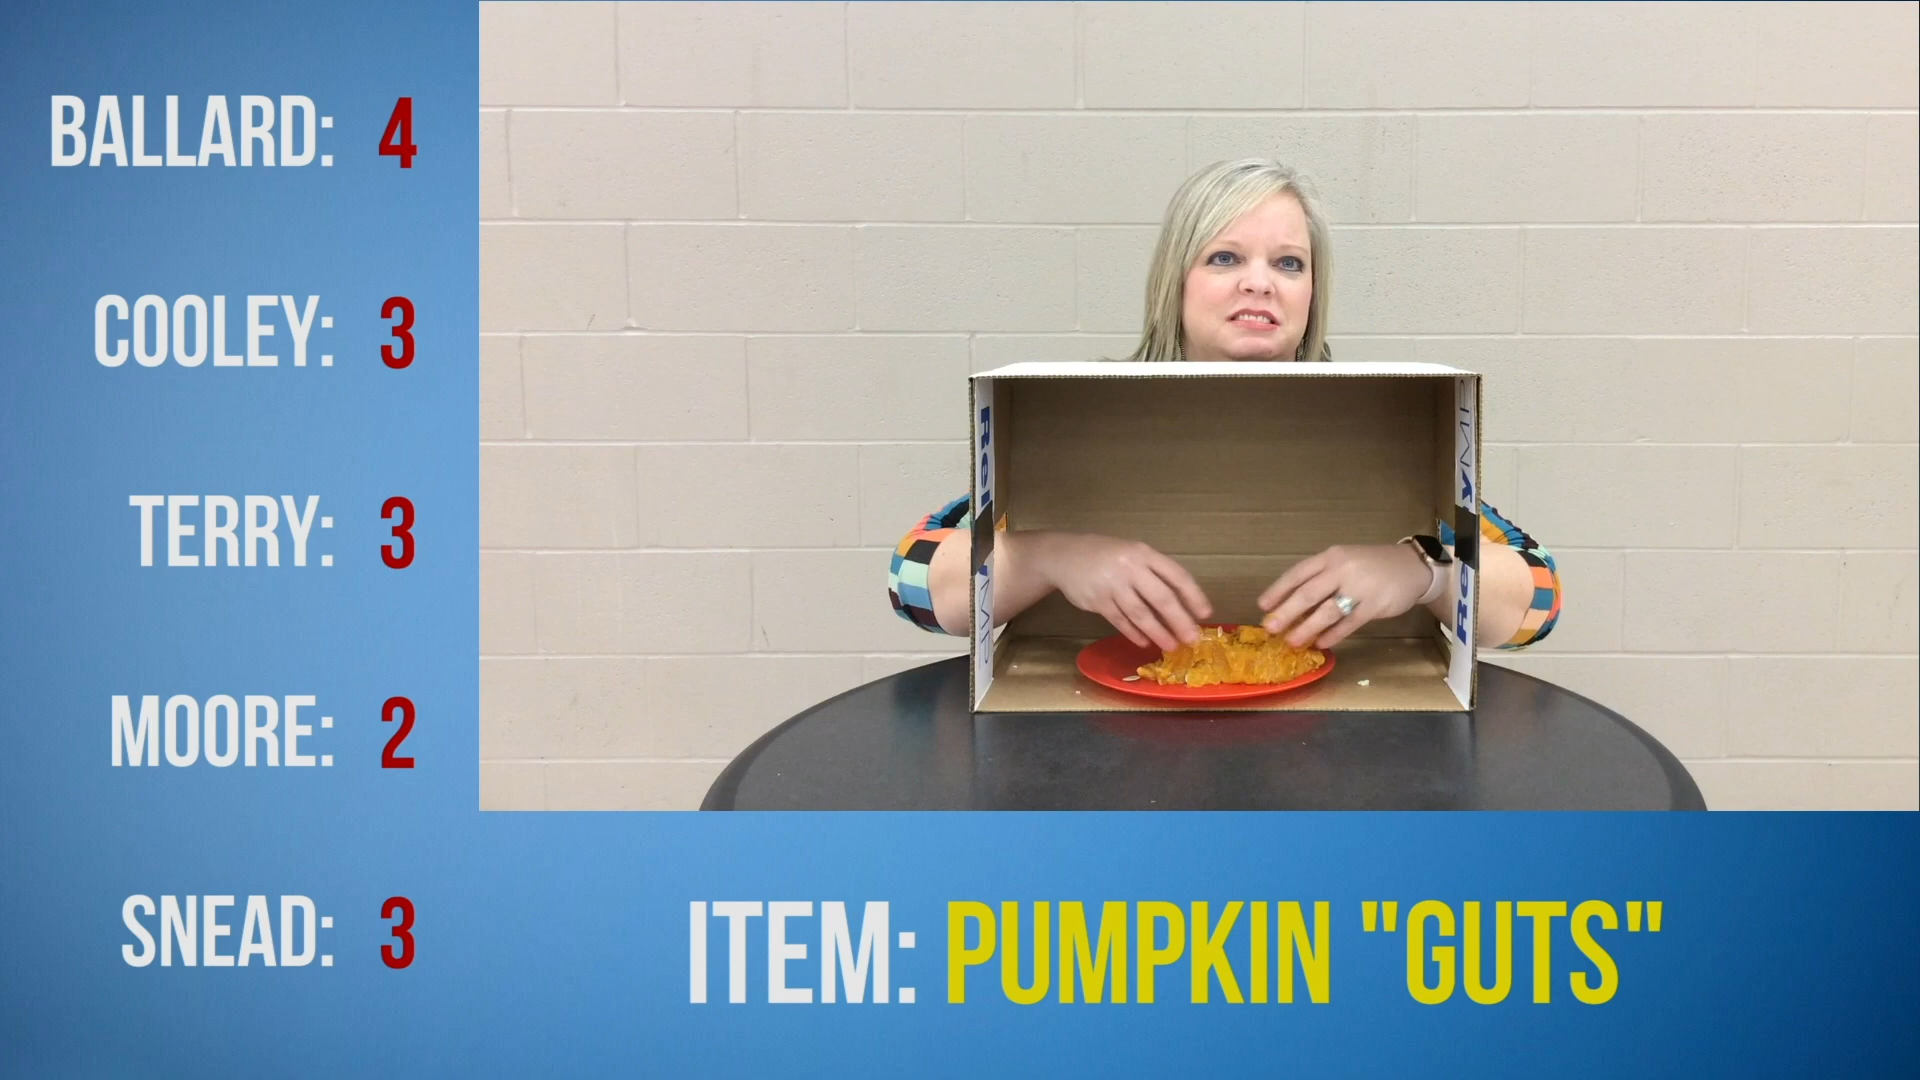 BALLARD: 4
COOLEY: 3
TERRY: 3
MOORE: 2
SNEAD: 3
ITEM: PUMPKIN "GUTS"